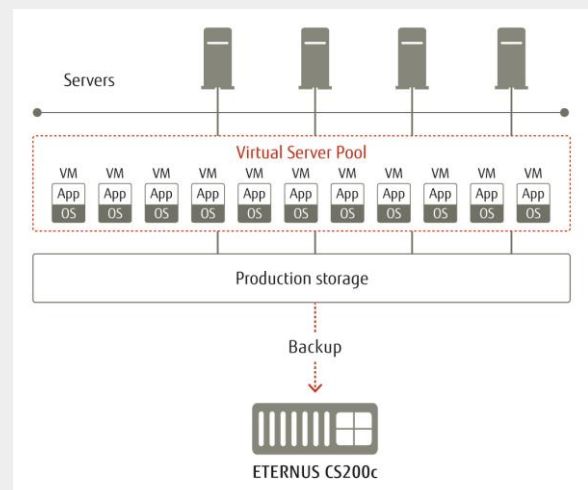 Servers
Virtual Server Pool
VM VM VM VM VM VM VM VM VM VM VM
App App App App App App App App App App App
OS OS OS OS OS OS OS OS OS OS OS
Production storage
Backup
ETERNUS CS200c